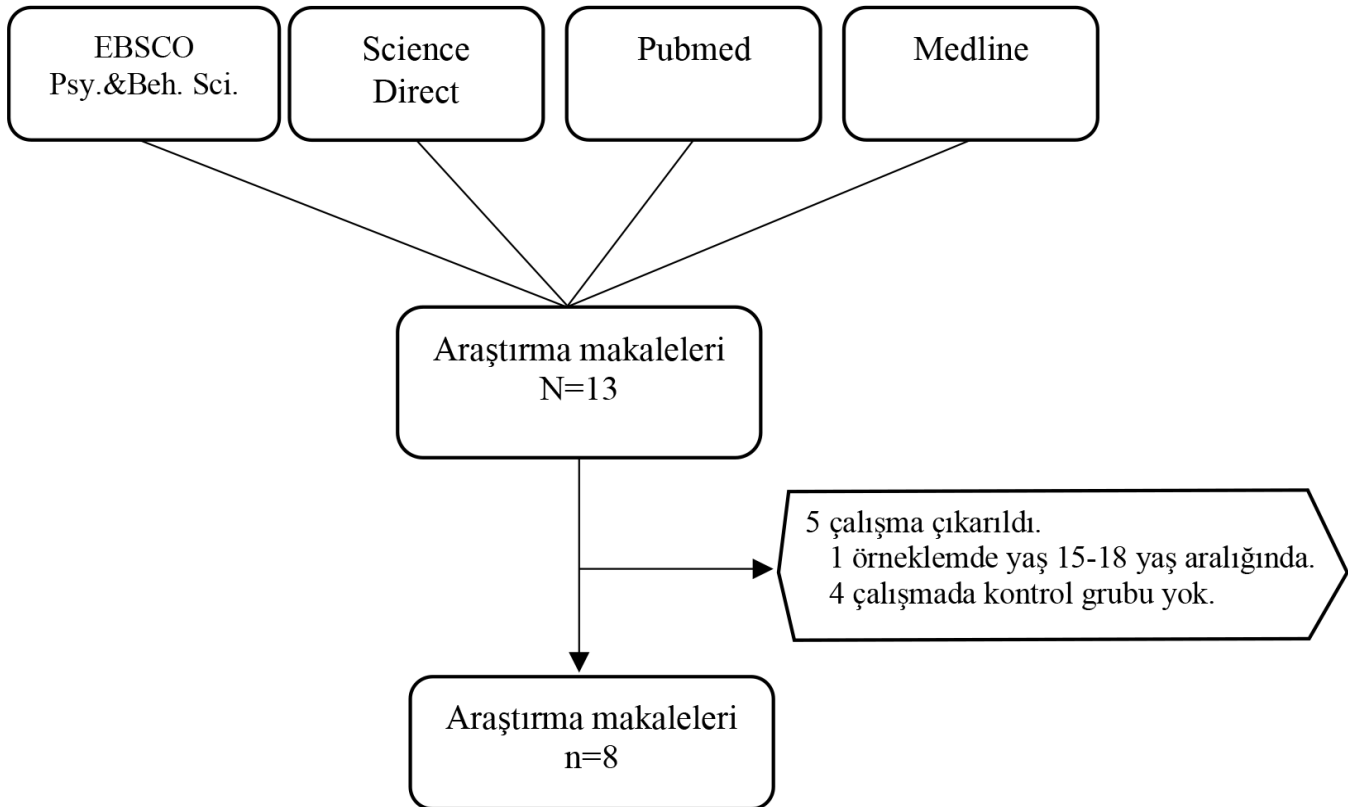 EBSCO
Psy.&Beh. Sci.
Science
Direct
Pubmed
Medline
Araştırma makaleleri
N=13
5 çalışma çıkarıldı.
1 örneklemde yaş 15-18 yaş aralığında.
4 çalışmada kontrol grubu yok.
Araştırma makaleleri
n=8